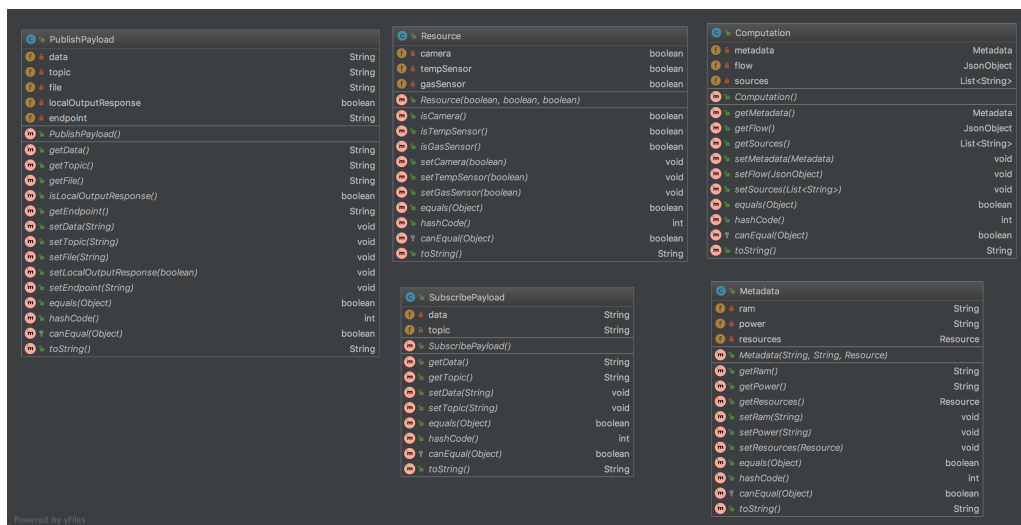 PublishPayload
data String
topic String
file String
localOutputResponse boolean
endpoint String
PublishPayload()
getData() String
getTopic() String
getFile() String
isLocalOutputResponse() boolean
getEndpoint() String
setData(String) void
setTopic(String) void
setFile(String) void
setLocalOutputResponse(boolean) void
setEndpoint(String) void
equals(Object) boolean
hashCode() int
canEqual(Object) boolean
toString() String
Resource
camera boolean
tempSensor boolean
gasSensor boolean
Resource(boolean, boolean, boolean)
isCamera() boolean
isTempSensor() boolean
isGasSensor() boolean
setCamera(boolean) void
setTempSensor(boolean) void
setGasSensor(boolean) void
equals(Object) boolean
hashCode() int
canEqual(Object) boolean
toString() String
Computation
metadata Metadata
flow JsonObject
sources List<String>
Computation()
getMetadata() Metadata
getFlow() JsonObject
getSources() List<String>
setMetadata(Metadata) void
setFlow(JsonObject) void
setSources(List<String>) void
equals(Object) boolean
hashCode() int
canEqual(Object) boolean
toString() String
SubscribePayload
data String
topic String
SubscribePayload()
getData() String
getTopic() String
setData(String) void
setTopic(String) void
equals(Object) boolean
hashCode() int
canEqual(Object) boolean
toString() String
Metadata
ram String
power String
resources Resource
Metadata(String, String, Resource)
getRam() String
getPower() String
getResources() Resource
setRam(String) void
setPower(String) void
setResources(Resource) void
equals(Object) boolean
hashCode() int
canEqual(Object) boolean
toString() String
Powered by yFiles